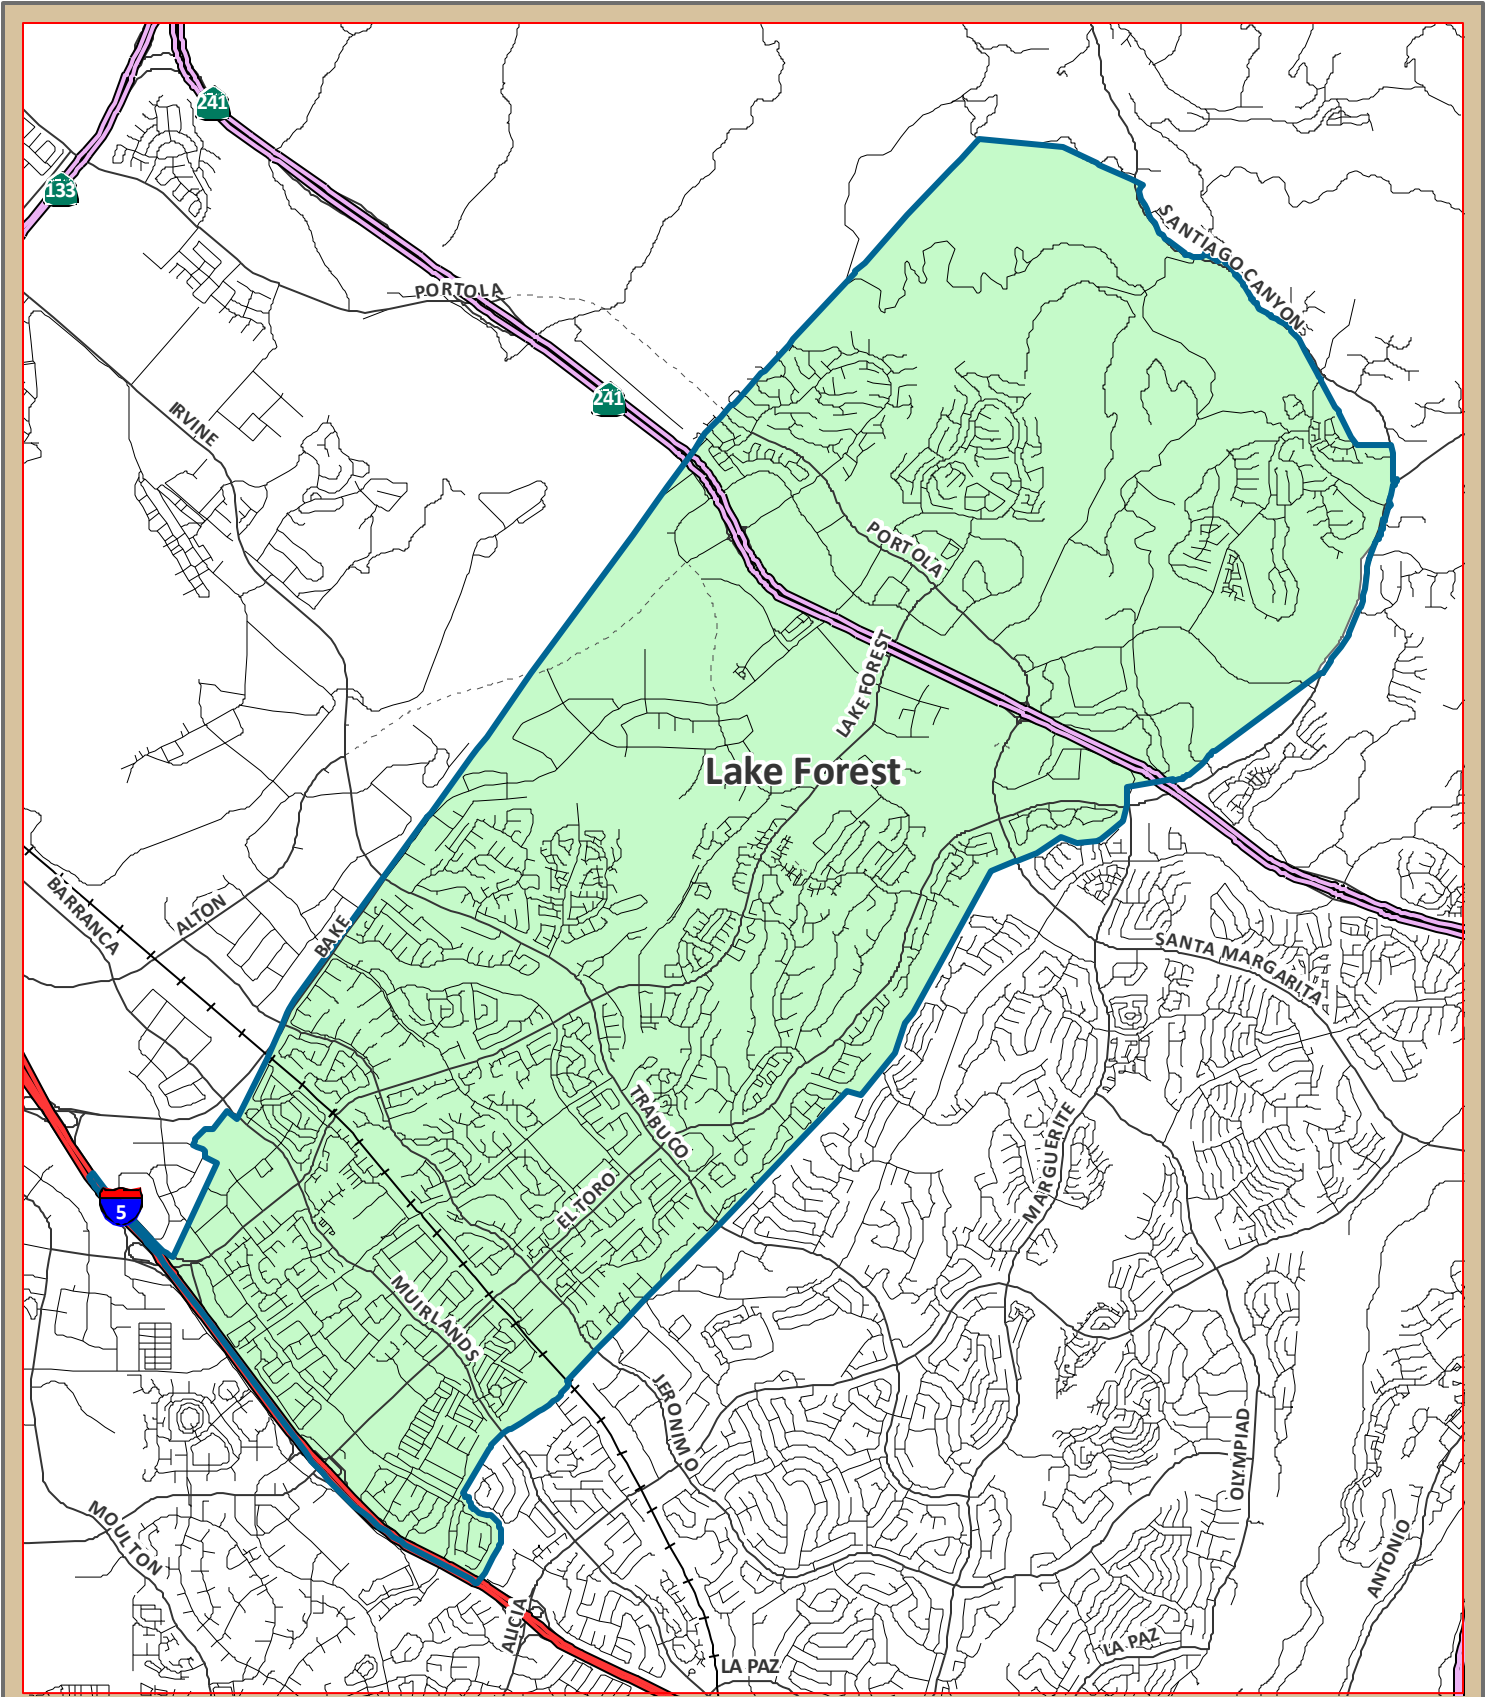 241
133
SANTIAGO CANYON
PORTOLA
241
IRVINE
PORTOLA
LAKE FOREST
Lake Forest
BARRANCA
ALTON
BAKE
SANTA MARGARITA
TRABUCO
MARGUERITE
EL TORO
5
MUIRLANDS
JERONIMO
OLYMPIAD
MOULTON
ANTONIO
ALICIA
LA PAZ
LA PAZ